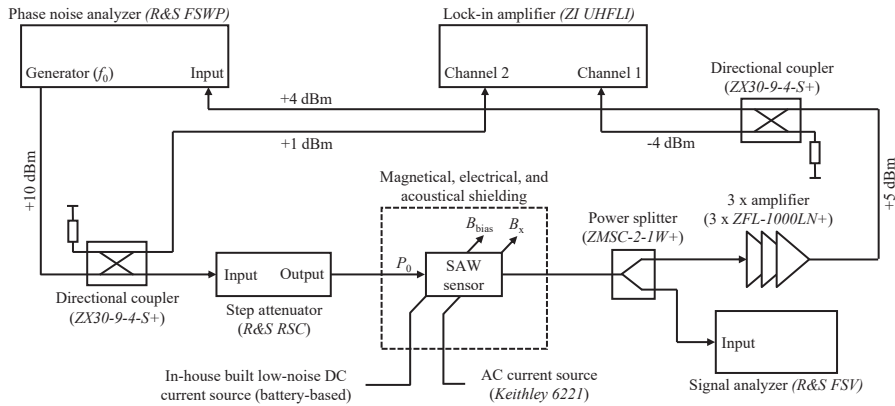 Phase noise analyzer (R&S FSWP)
Generator (f0)
Input
Lock-in amplifier (ZI UHFLI)
Channel 2
Channel 1
Directional coupler
(ZX30-9-4-S+)
+4 dBm
+1 dBm
-4 dBm
+10 dBm
+5 dBm
Magnetical, electrical, and
acoustical shielding
Bbias
Bx
P0
SAW
sensor
Power splitter
(ZMSC-2-1W+)
3 x amplifier
(3 x ZFL-1000LN+)
Directional coupler
(ZX30-9-4-S+)
Input
Output
Step attenuator
(R&S RSC)
In-house built low-noise DC
current source (battery-based)
AC current source
(Keithley 6221)
Input
Signal analyzer (R&S FSV)